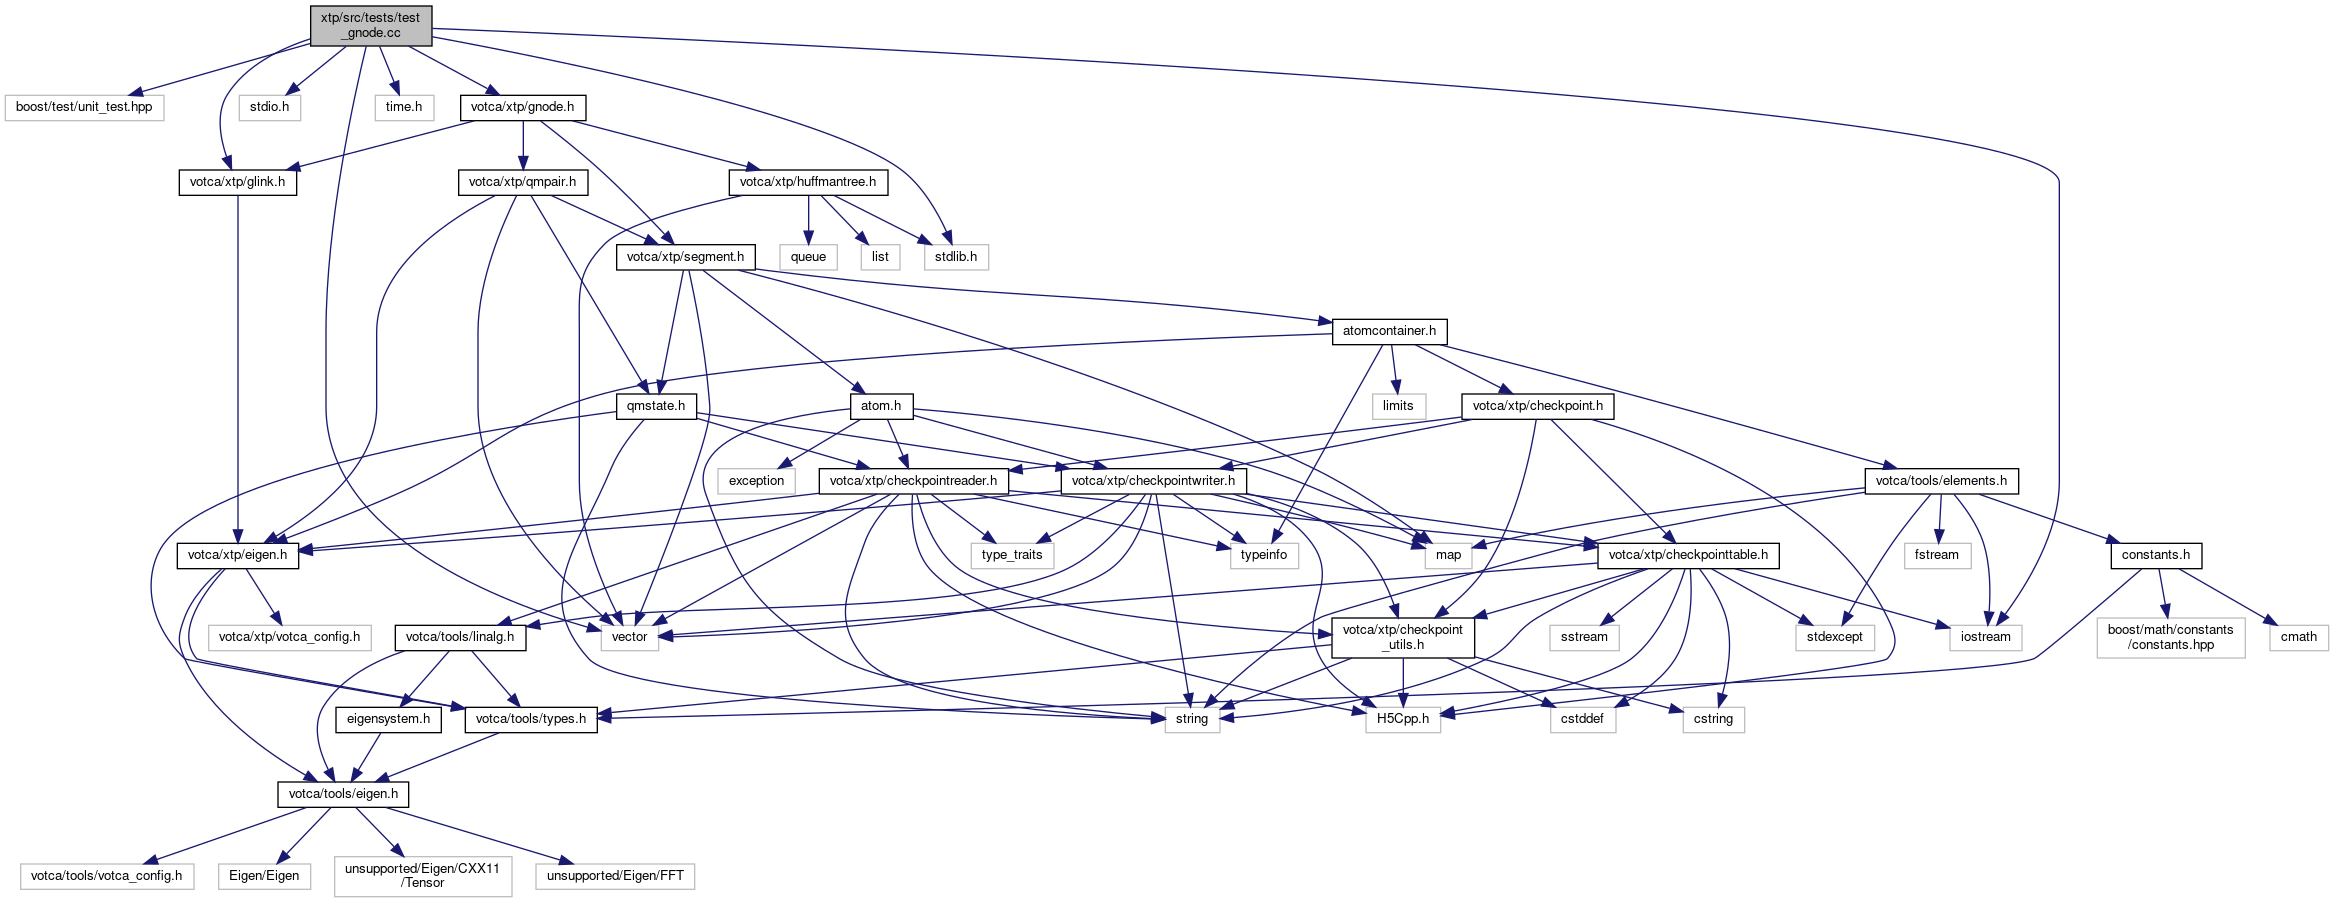 xtp/src/tests/test
_gnode.cc
boost/test/unit_test.hpp
stdio.h
time.h
votca/xtp/gnode.h
votca/xtp/glink.h
votca/xtp/qmpair.h
votca/xtp/huffmantree.h
votca/xtp/segment.h
queue
list
stdlib.h
atomcontainer.h
qmstate.h
atom.h
limits
votca/xtp/checkpoint.h
exception
votca/xtp/checkpointreader.h
votca/xtp/checkpointwriter.h
votca/tools/elements.h
votca/xtp/eigen.h
type_traits
typeinfo
map
votca/xtp/checkpointtable.h
fstream
constants.h
votca/xtp/votca_config.h
votca/tools/linalg.h
vector
votca/xtp/checkpoint
_utils.h
sstream
stdexcept
iostream
boost/math/constants
/constants.hpp
cmath
eigensystem.h
votca/tools/types.h
string
H5Cpp.h
cstddef
cstring
votca/tools/eigen.h
votca/tools/votca_config.h
Eigen/Eigen
unsupported/Eigen/CXX11
/Tensor
unsupported/Eigen/FFT